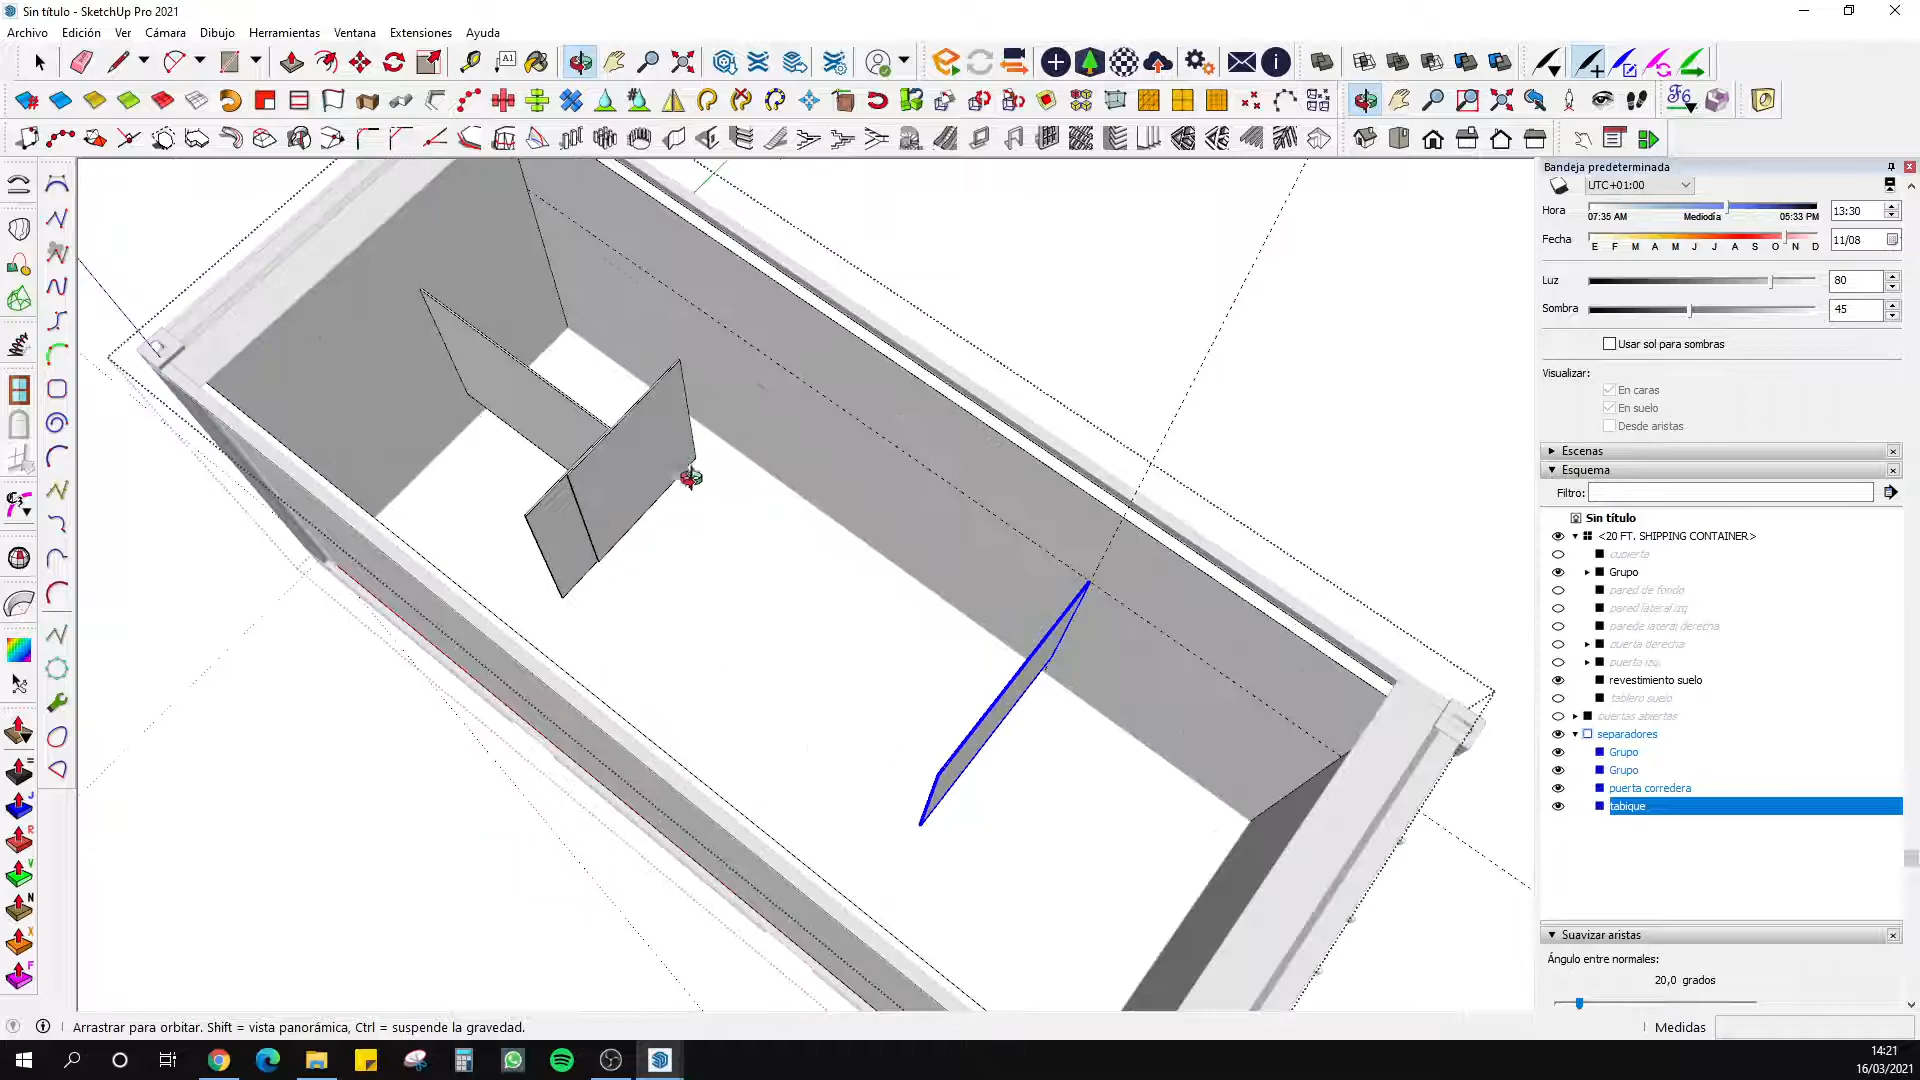 Sin título - SketchUp Pro 2021
Archivo Edición Ver Cámara Dibujo Herramientas Ventana Extensiones Ayuda
A1
F6
Bandeja predeterminada
UTC+01:00
Hora
07:35 AM Mediodía 05:33 PM
13:30
Fecha
E F M A M J J A S O N D
11/08
Luz
80
Sombra
45
Usar sol para sombras
Visualizar:
En caras
En suelo
Desde aristas
Escenas
Esquema
Filtro:
Sin título
<20 FT. SHIPPING CONTAINER>
cubierta
Grupo
pared de fondo
pared lateral izq
parede lateral derecha
puerta derecha
puerta izq.
revestimiento suelo
tablero suelo
puertas abiertas
separadores
Grupo
Grupo
puerta corredera
tabique
Suavizar aristas
Ángulo entre normales:
20,0 grados
J
R
V
N
X
F
Arrastrar para orbitar. Shift = vista panorámica, Ctrl = suspende la gravedad.
Medidas
14:21
16/03/2021